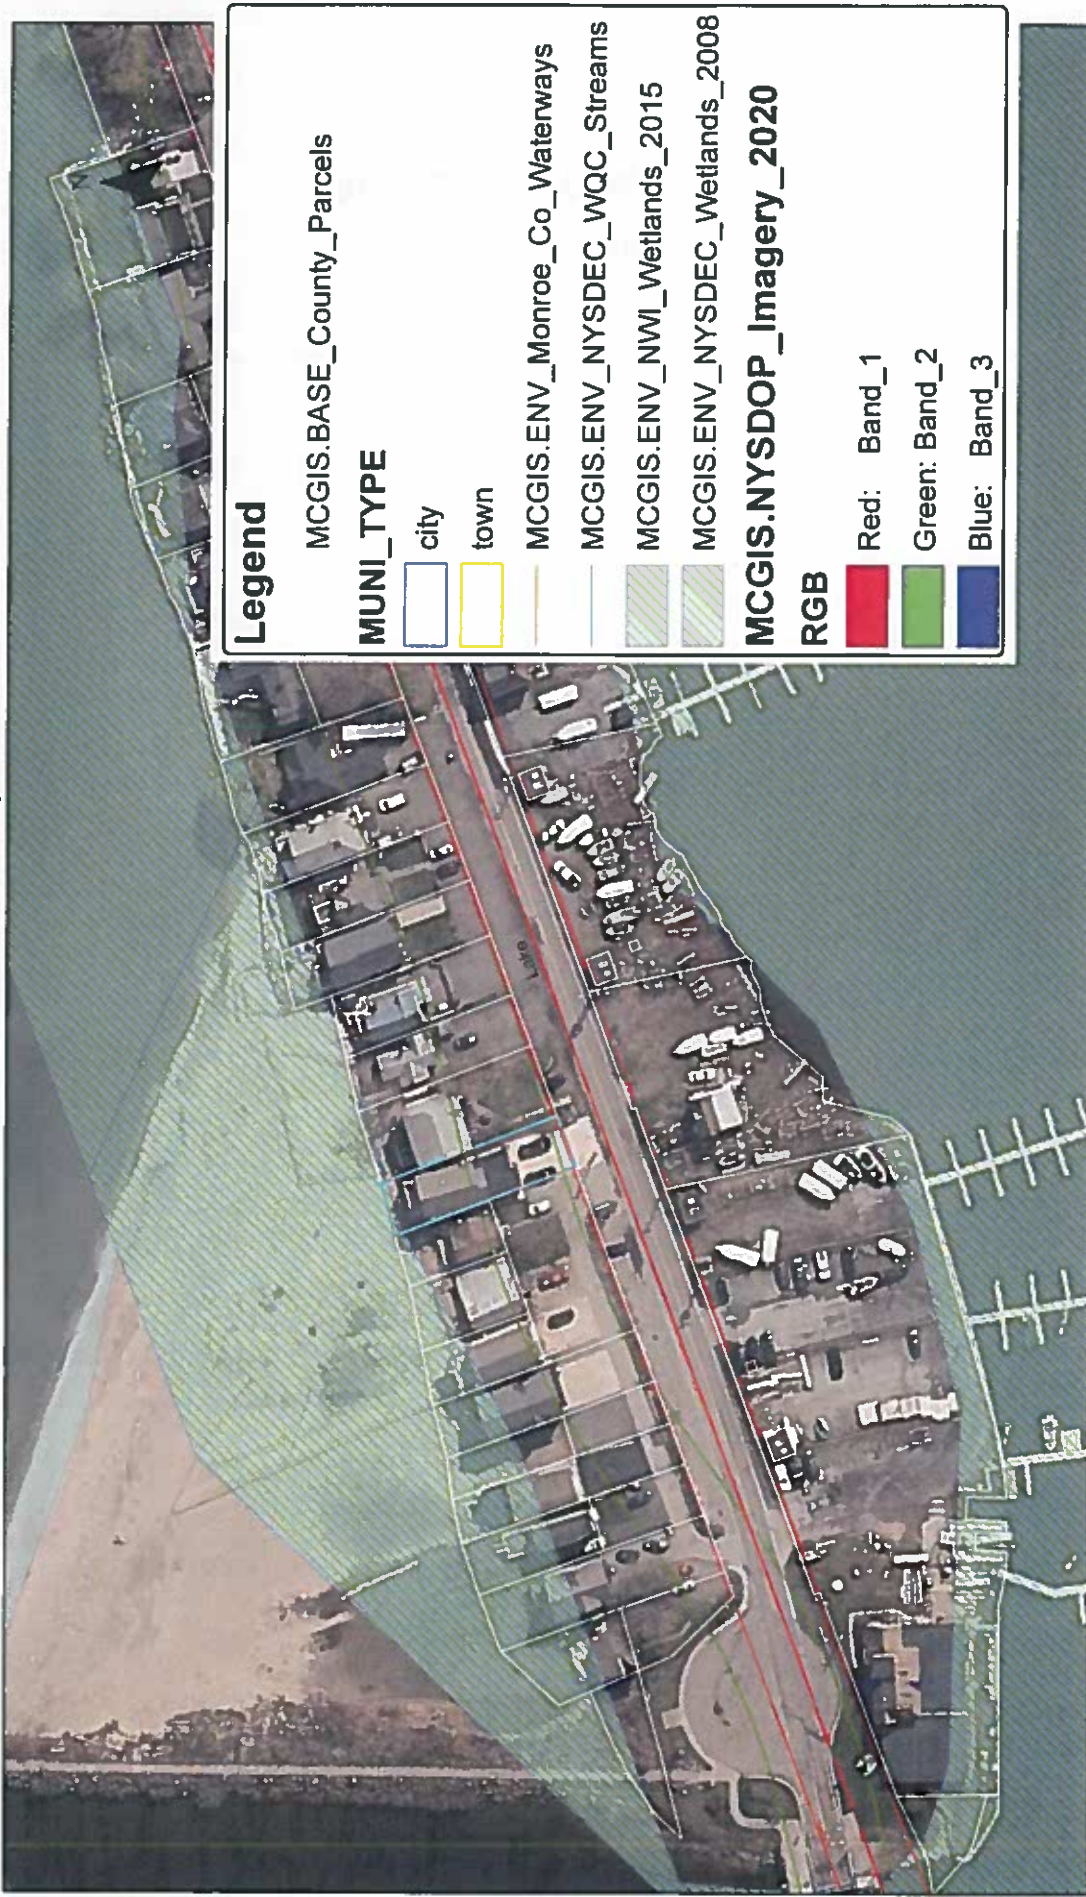 Legend
MCGIS.BASE_County_Parcels
MUNI_TYPE
city
town
MCGIS.ENV_Monroe_Co_Waterways
MCGIS.ENV_NYSDEC_WQC_Streams
MCGIS.ENV_NWI_Wetlands_2015
MCGIS.ENV_NYSDEC_Wetlands_2008
MCGIS.NYSDOP_Imagery_2020
RGB
Red: Band_1
Green: Band_2
Blue: Band_3
Lake